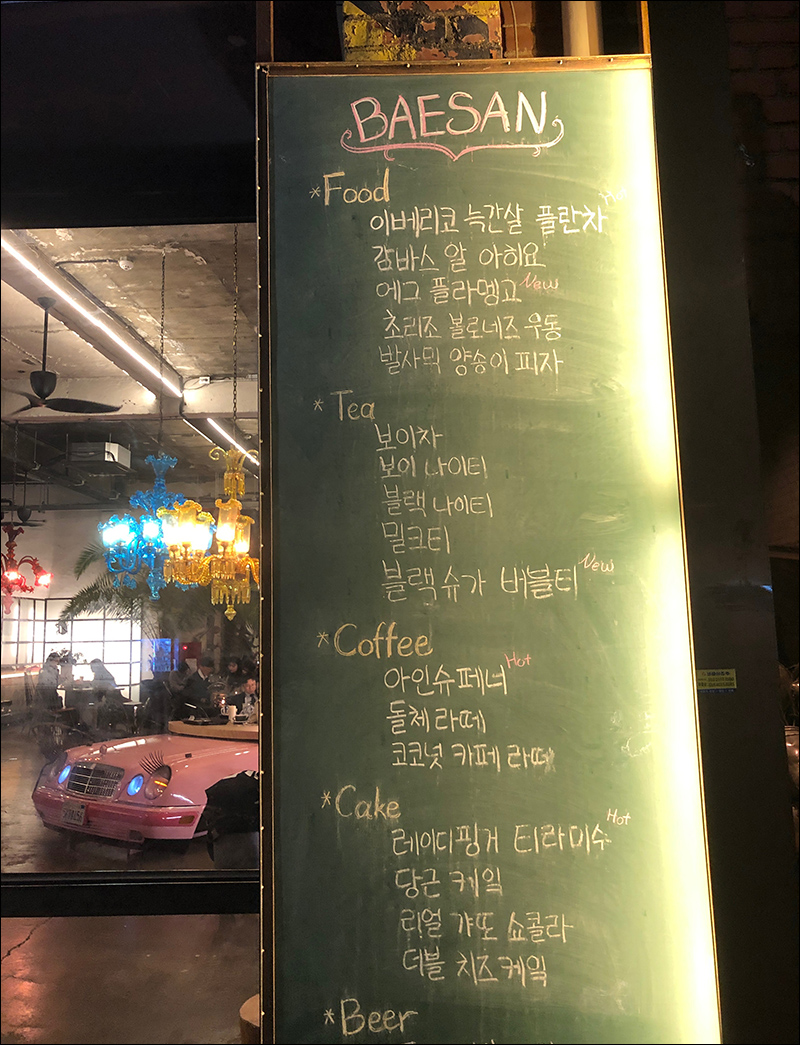 BAESAN
*Food
이베리코 늑간살 플란차 Hot
감바스 알 아히요
에그 플라멩고 New
초리조 볼로네즈 우동
발사믹 양송이 피자
* Tea
보이차
보이 나이티
블랙 나이티
밀크티
블랙슈가 버블티 New
*Coffee
아인슈페너 Hot
돌체 라떼
코코넛 카페 라떼
*Cake
레이디핑거 티라미수 Hot
당근 케잌
리얼 갸또 쇼콜라
더블 치즈케잌
*Beer